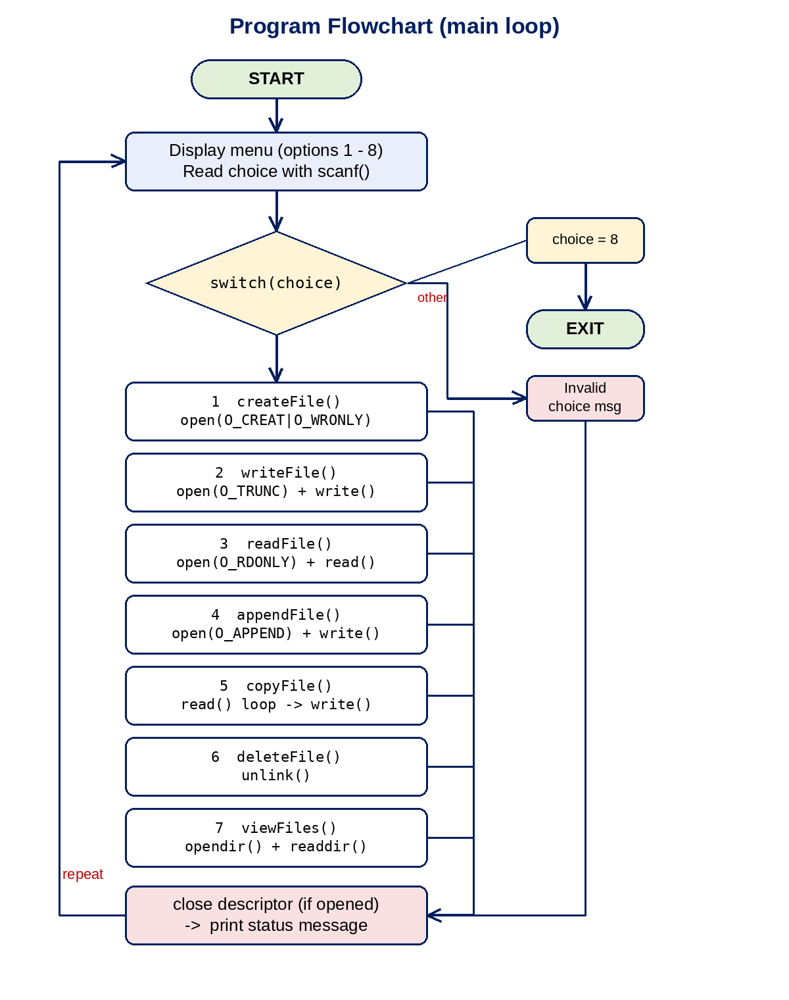 Program Flowchart (main loop)
START
Display menu (options 1 - 8)
Read choice with scanf()
choice = 8
switch(choice)
other
EXIT
Invalid
choice msg
1  createFile()
open(O_CREAT|O_WRONLY)
2  writeFile()
open(O_TRUNC) + write()
3  readFile()
open(O_RDONLY) + read()
4  appendFile()
open(O_APPEND) + write()
5  copyFile()
read() loop -> write()
6  deleteFile()
unlink()
7  viewFiles()
opendir() + readdir()
repeat
close descriptor (if opened)
->  print status message